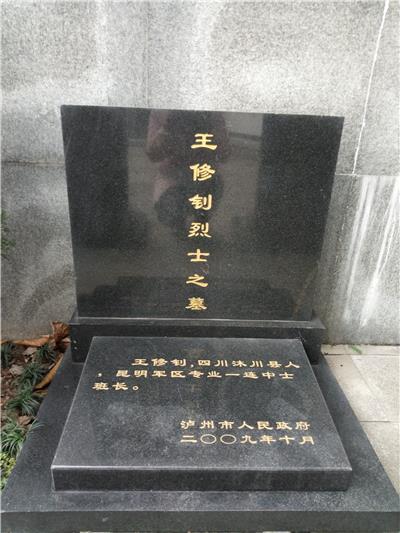 王修钊烈士之墓
王修钊,四川沐川县人
、昆明军区专业一连中士
班长。
泸州市人民政府
二〇〇九年十月